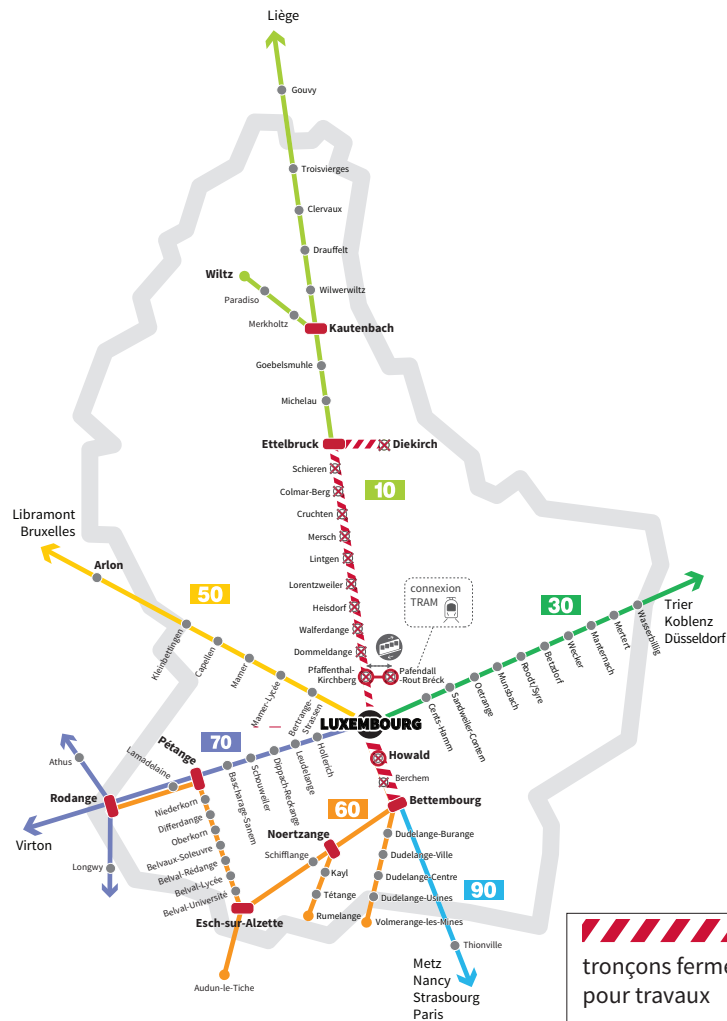 Liège
Gouvy
Troisvierges
Clervaux
Drauffelt
Wiltz
Wilwerwiltz
Paradiso
Merkholtz
Kautenbach
Goebelsmuhle
Michelau
Ettelbruck
Diekirch
Schieren
10
Colmar-Berg
Cruchten
Libramont
Bruxelles
Mersch
Arlon
Lintgen
50
Lorentzweiler
connexion
TRAM
30
Heisdorf
Trier
Koblenz
Düsseldorf
Walferdange
Dommeldange
Pfaffenthal-
Kirchberg
Pafendall
-Rout Bréck
Kleinbettingen
Capellen
Mamer
Mamer-Lycée
Bertrange-
Strassen
LUXEMBOURG
Cents-Hamm
Sandweiler-Contern
Oetrange
Munsbach
Roodt/Syre
Betzdorf
Wecker
Manternach
Mertert
Wasserbillig
70
Athus
Lamadelaine
Pétange
Bascharage-Sanem
Schouweiler
Dippach-Reckange
Leudelange
Hollerich
Howald
Berchem
Rodange
Virton
Longwy
60
Bettembourg
Niederkorn
Differdange
Oberkorn
Belvaux-Soleuvre
Belval-Rédange
Belval-Lycée
Belval-Université
Noertzange
Schifflange
Kayl
Tétange
Rumelange
Dudelange-Burange
Dudelange-Ville
Dudelange-Centre
Dudelange-Usines
Volmerange-les-Mines
90
Esch-sur-Alzette
Audun-le-Tiche
Thionville
Metz
Nancy
Strasbourg
Paris
tronçons ferme
pour travaux